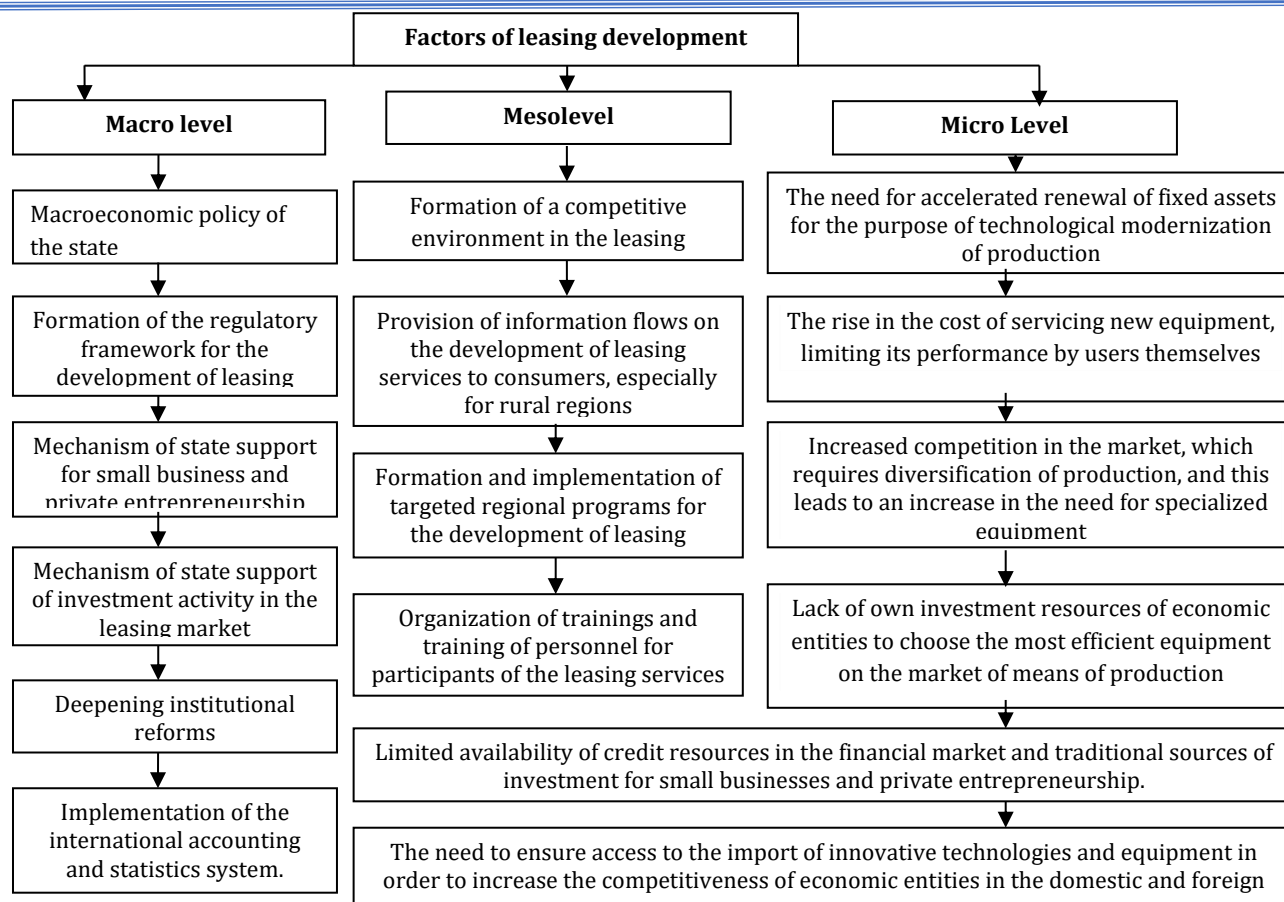 Factors of leasing development
Macro level
Macroeconomic policy of
the state
Formation of the regulatory
framework for the
development of leasing
Mechanism of state support
for small business and
private entrepreneurship
Mechanism of state support
of investment activity in the
leasing market
Deepening institutional
reforms
Implementation of the
international accounting
and statistics system.
Mesolevel
Formation of a competitive
environment in the leasing
Provision of information flows on
the development of leasing
services to consumers, especially
for rural regions
Formation and implementation of
targeted regional programs for
the development of leasing
Organization of trainings and
training of personnel for
participants of the leasing services
Micro Level
The need for accelerated renewal of fixed assets
for the purpose of technological modernization
of production
The rise in the cost of servicing new equipment,
limiting its performance by users themselves
Increased competition in the market, which
requires diversification of production, and this
leads to an increase in the need for specialized
equipment
Lack of own investment resources of economic
entities to choose the most efficient equipment
on the market of means of production
Limited availability of credit resources in the financial market and traditional sources of
investment for small businesses and private entrepreneurship.
The need to ensure access to the import of innovative technologies and equipment in
order to increase the competitiveness of economic entities in the domestic and foreign